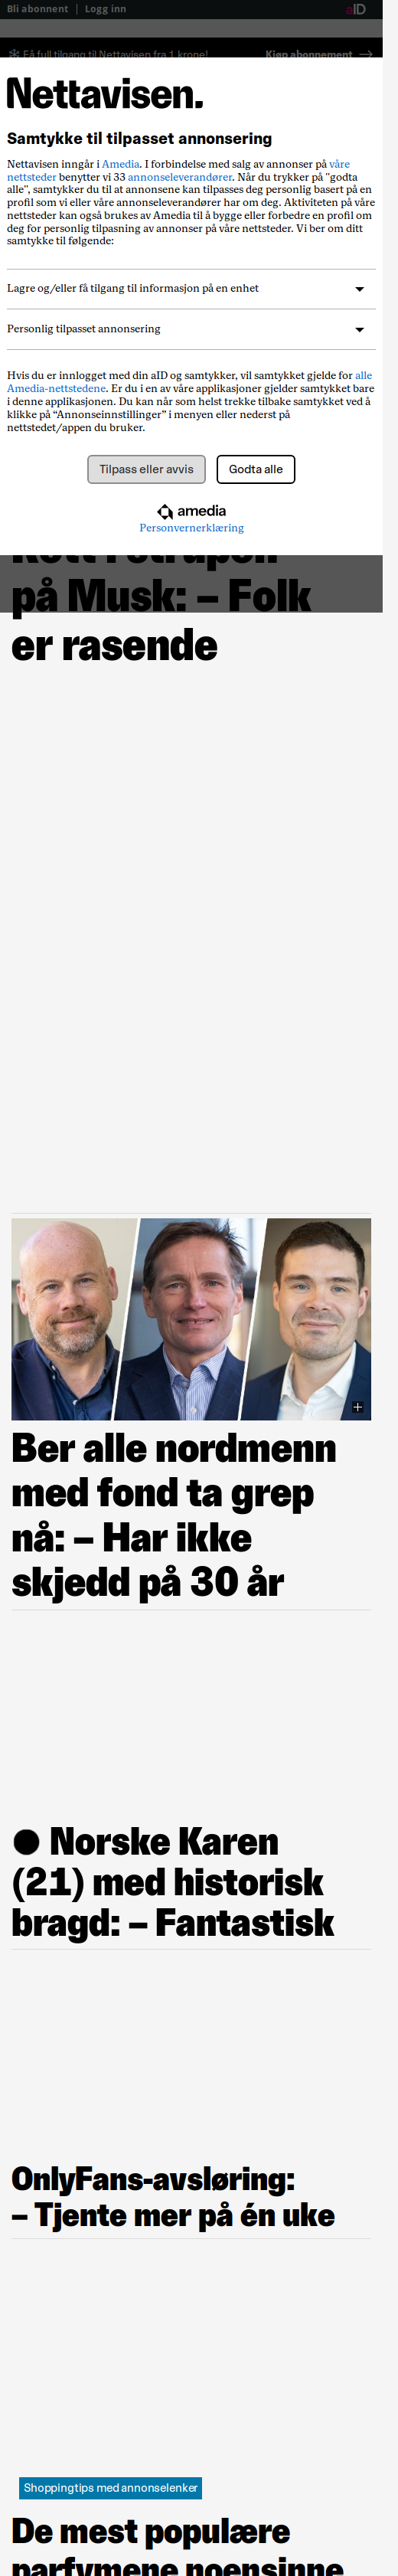 Bli abonnent | Logg inn aID
Få full tilgang til Nettavisen fra 1 krone! Kjøp abonnement →
Nettavisen.
Samtykke til tilpasset annonsering
Nettavisen inngår i Amedia. I forbindelse med salg av annonser på våre
nettsteder benytter vi 33 annonseleverandører. Når du trykker på "godta
alle", samtykker du til at annonsene kan tilpasses deg personlig basert på en
profil som vi eller våre annonseleverandører har om deg. Aktiviteten på våre
nettsteder kan også brukes av Amedia til å bygge eller forbedre en profil om
deg for personlig tilpasning av annonser på våre nettsteder. Vi ber om ditt
samtykke til følgende:
Lagre og/eller få tilgang til informasjon på en enhet
Personlig tilpasset annonsering
Hvis du er innlogget med din aID og samtykker, vil samtykket gjelde for alle
Amedia-nettstedene. Er du i en av våre applikasjoner gjelder samtykket bare
i denne applikasjonen. Du kan når som helst trekke tilbake samtykket ved å
klikke på “Annonseinnstillinger” i menyen eller nederst på
nettstedet/appen du bruker.
Tilpass eller avvis Godta alle
amedia
Personvernerklæring
på Musk: – Folk
er rasende
Ber alle nordmenn
med fond ta grep
nå: – Har ikke
skjedd på 30 år
● Norske Karen
(21) med historisk
bragd: – Fantastisk
OnlyFans-avsløring:
– Tjente mer på én uke
Shoppingtips med annonselenker
De mest populære
parfymene noensinne